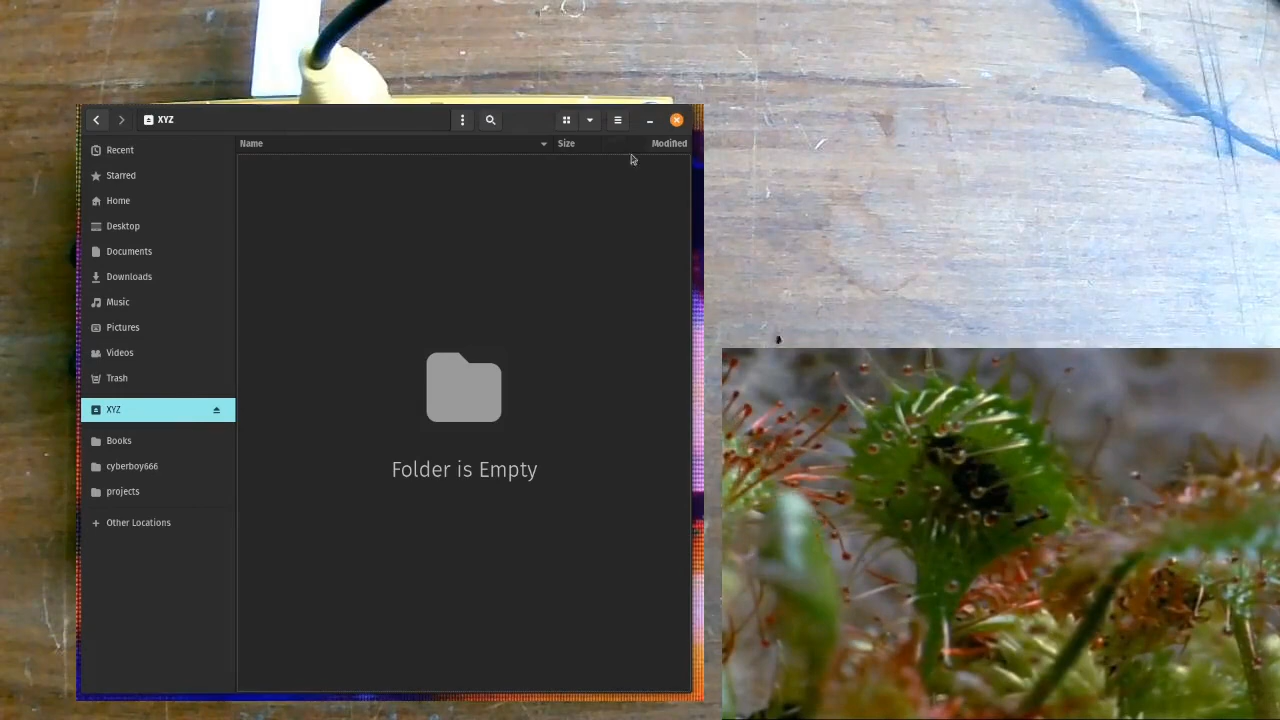 XYZ
Name Size Modified
Recent
Starred
Home
Desktop
Documents
Downloads
Music
Pictures
Videos
Trash
XYZ
Books
cyberboy666
projects
Other Locations
Folder is Empty